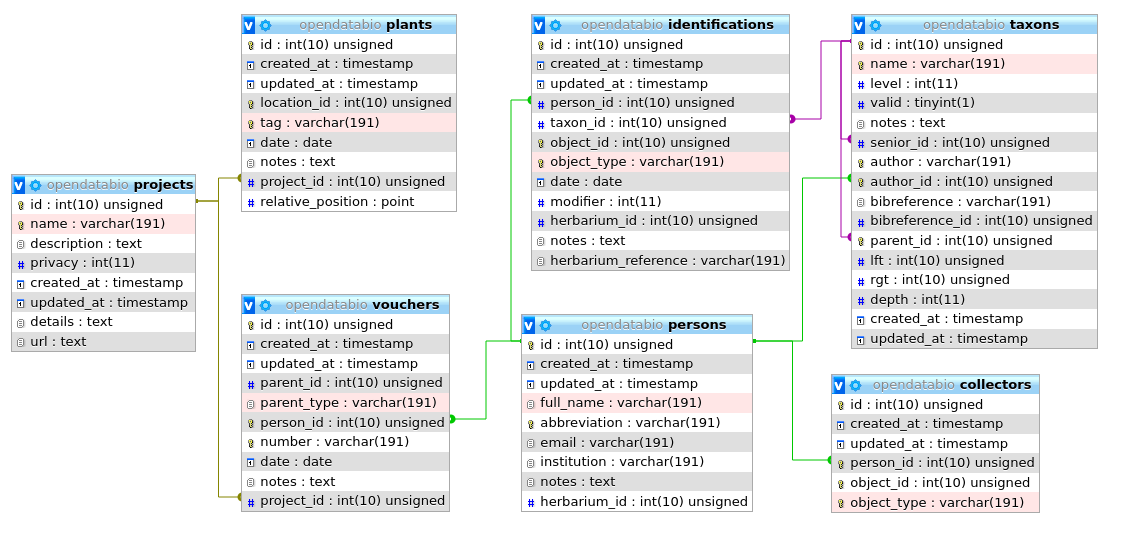 opendatabio plants
id : int(10) unsigned
created_at : timestamp
updated_at : timestamp
location_id : int(10) unsigned
tag : varchar(191)
date : date
notes : text
project_id : int(10) unsigned
relative_position : point
opendatabio identifications
id : int(10) unsigned
created_at : timestamp
updated_at : timestamp
person_id : int(10) unsigned
taxon_id : int(10) unsigned
object_id : int(10) unsigned
object_type : varchar(191)
date : date
modifier : int(11)
herbarium_id : int(10) unsigned
notes : text
herbarium_reference : varchar(191)
opendatabio taxons
id : int(10) unsigned
name : varchar(191)
level : int(11)
valid : tinyint(1)
notes : text
senior_id : int(10) unsigned
author : varchar(191)
author_id : int(10) unsigned
bibreference : varchar(191)
bibreference_id : int(10) unsigned
parent_id : int(10) unsigned
lft : int(10) unsigned
rgt : int(10) unsigned
depth : int(11)
created_at : timestamp
updated_at : timestamp
opendatabio projects
id : int(10) unsigned
name : varchar(191)
description : text
privacy : int(11)
created_at : timestamp
updated_at : timestamp
details : text
url : text
opendatabio vouchers
id : int(10) unsigned
created_at : timestamp
updated_at : timestamp
parent_id : int(10) unsigned
parent_type : varchar(191)
person_id : int(10) unsigned
number : varchar(191)
date : date
notes : text
project_id : int(10) unsigned
opendatabio persons
id : int(10) unsigned
created_at : timestamp
updated_at : timestamp
full_name : varchar(191)
abbreviation : varchar(191)
email : varchar(191)
institution : varchar(191)
notes : text
herbarium_id : int(10) unsigned
opendatabio collectors
id : int(10) unsigned
created_at : timestamp
updated_at : timestamp
person_id : int(10) unsigned
object_id : int(10) unsigned
object_type : varchar(191)